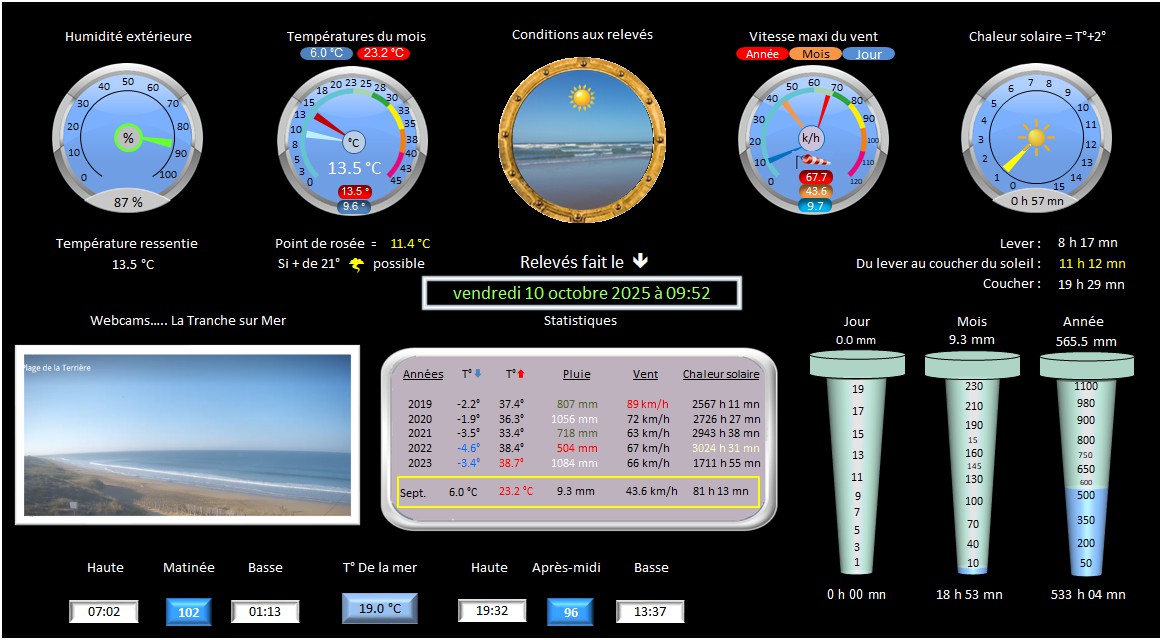 Humidité extérieure
Températures du mois
Conditions aux relevés
Vitesse maxi du vent
Chaleur solaire = T°+2°
6.0 °C 23.2 °C
Année Mois Jour
0 10 20 30 40 50 60 70 80 90 100
%
87 %
0 3 5 8 10 13 15 18 20 23 25 28 30 33 35 38 40 43 45
°C
13.5 °C
13.5 °
9.6 °
0 10 20 30 40 50 60 70 80 90 100 110 120
k/h
67.7
43.6
9.7
0 1 2 3 4 5 6 7 8 9 10 11 12 13 14 15
0 h 57 mn
Température ressentie
13.5 °C
Point de rosée = 11.4 °C
Si + de 21° possible
Relevés fait le
vendredi 10 octobre 2025 à 09:52
Lever : 8 h 17 mn
Du lever au coucher du soleil : 11 h 12 mn
Coucher : 19 h 29 mn
Webcams..... La Tranche sur Mer
Plage de la Terrière
Statistiques
Années T° T° Pluie Vent Chaleur solaire
2019 -2.2° 37.4° 807 mm 89 km/h 2567 h 11 mn
2020 -1.9° 36.3° 1056 mm 72 km/h 2726 h 27 mn
2021 -3.5° 33.4° 718 mm 63 km/h 2943 h 38 mn
2022 -4.6° 38.4° 504 mm 67 km/h 3024 h 31 mn
2023 -3.4° 38.7° 1084 mm 66 km/h 1711 h 55 mn
Sept. 6.0 °C 23.2 °C 9.3 mm 43.6 km/h 81 h 13 mn
Jour
0.0 mm
19
17
15
13
11
9
7
5
3
1
0 h 00 mn
Mois
9.3 mm
230
210
190
15
160
145
130
100
70
40
10
18 h 53 mn
Année
565.5 mm
1100
980
900
800
750
650
600
500
350
200
50
533 h 04 mn
Haute Matinée Basse
07:02 102 01:13
T° De la mer
19.0 °C
Haute Après-midi Basse
19:32 96 13:37